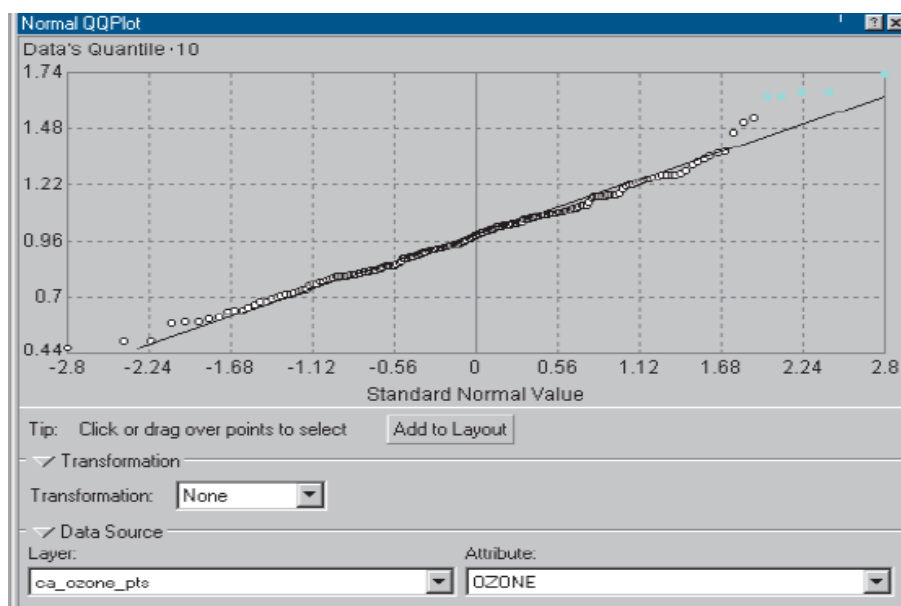 Normal QQPlot
Data's Quantile·10
1.74
1.48
1.22
0.96
0.7
0.44
-2.8 -2.24 -1.68 -1.12 -0.56 0 0.56 1.12 1.68 2.24 2.8
Standard Normal Value
Tip: Click or drag over points to select Add to Layout
Transformation
Transformation: None
Data Source
Layer: Attribute:
ca_ozone_pts OZONE